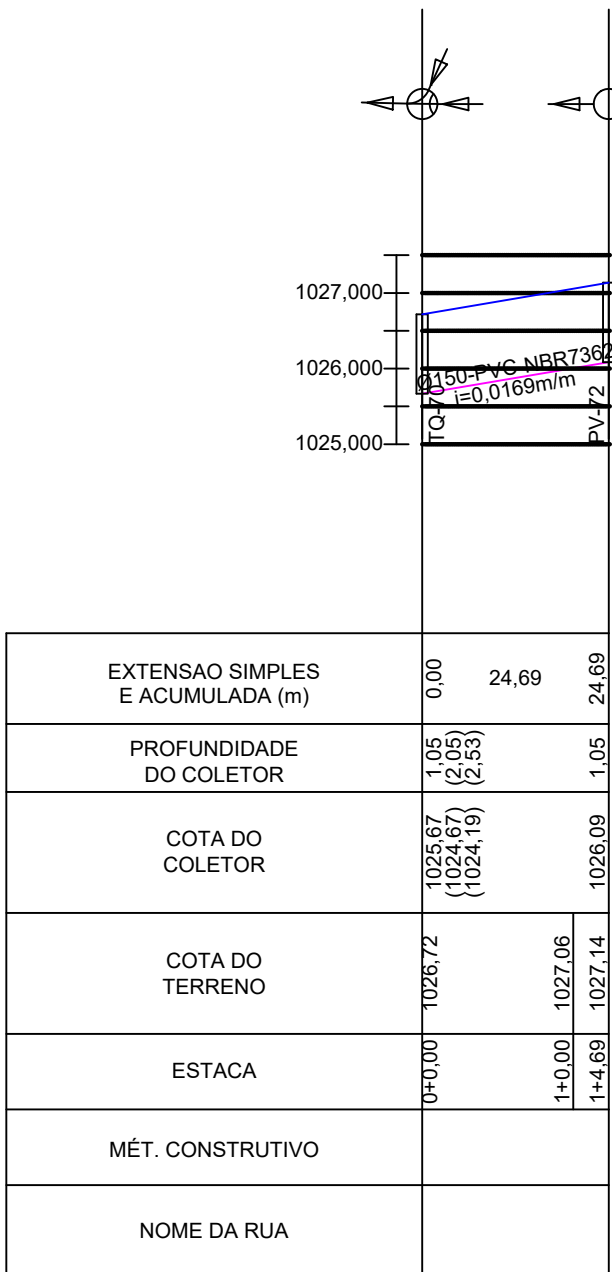 1027,000
1026,000
1025,000
Ø150-PVC NBR7362
i=0,0169m/m
TQ-70
PV-72
EXTENSAO SIMPLES
E ACUMULADA (m)
0,00
24,69
24,69
PROFUNDIDADE
DO COLETOR
1,05
(2,05)
(2,53)
1,05
COTA DO
COLETOR
1025,67
(1024,67)
(1024,19)
1026,09
COTA DO
TERRENO
1026,72
1027,06
1027,14
ESTACA
0+0,00
1+0,00
1+4,69
MÉT. CONSTRUTIVO
NOME DA RUA